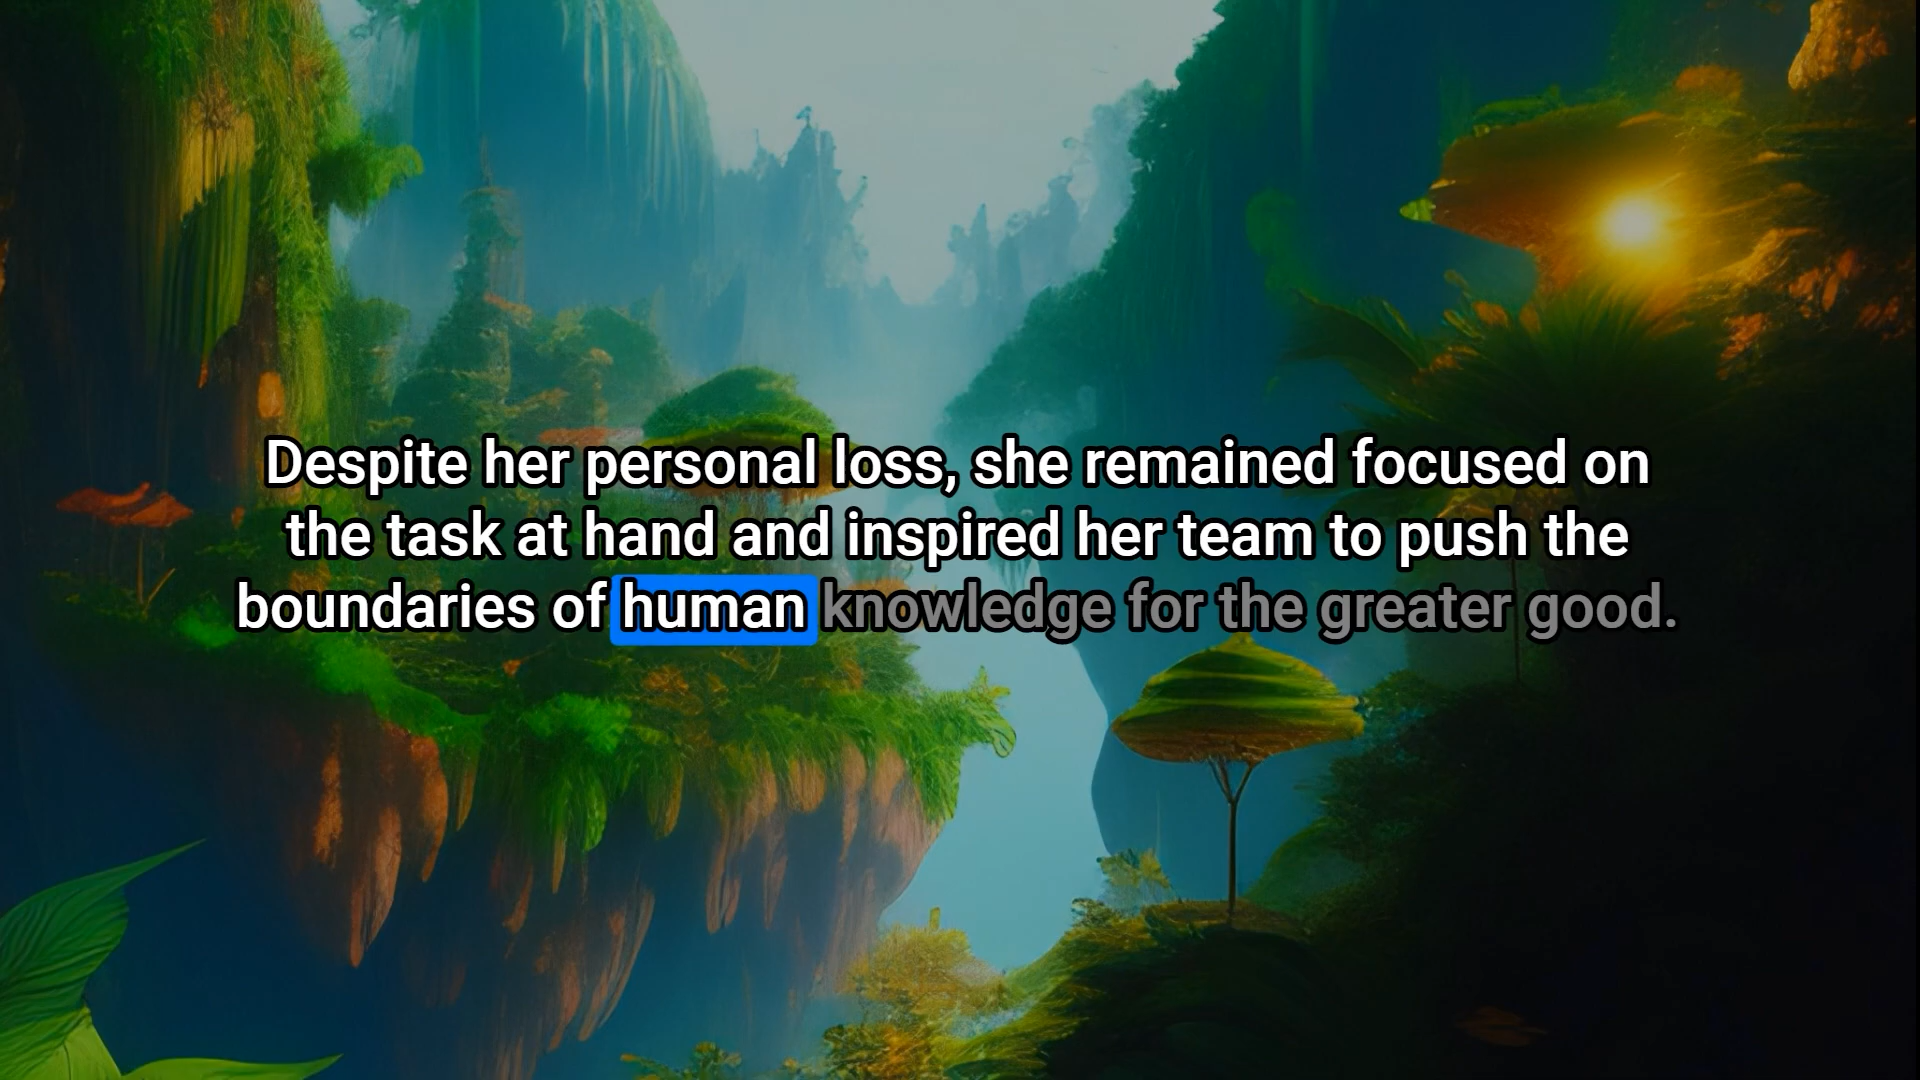 Despite her personal loss, she remained focused on
the task at hand and inspired her team to push the
boundaries of human knowledge for the greater good.